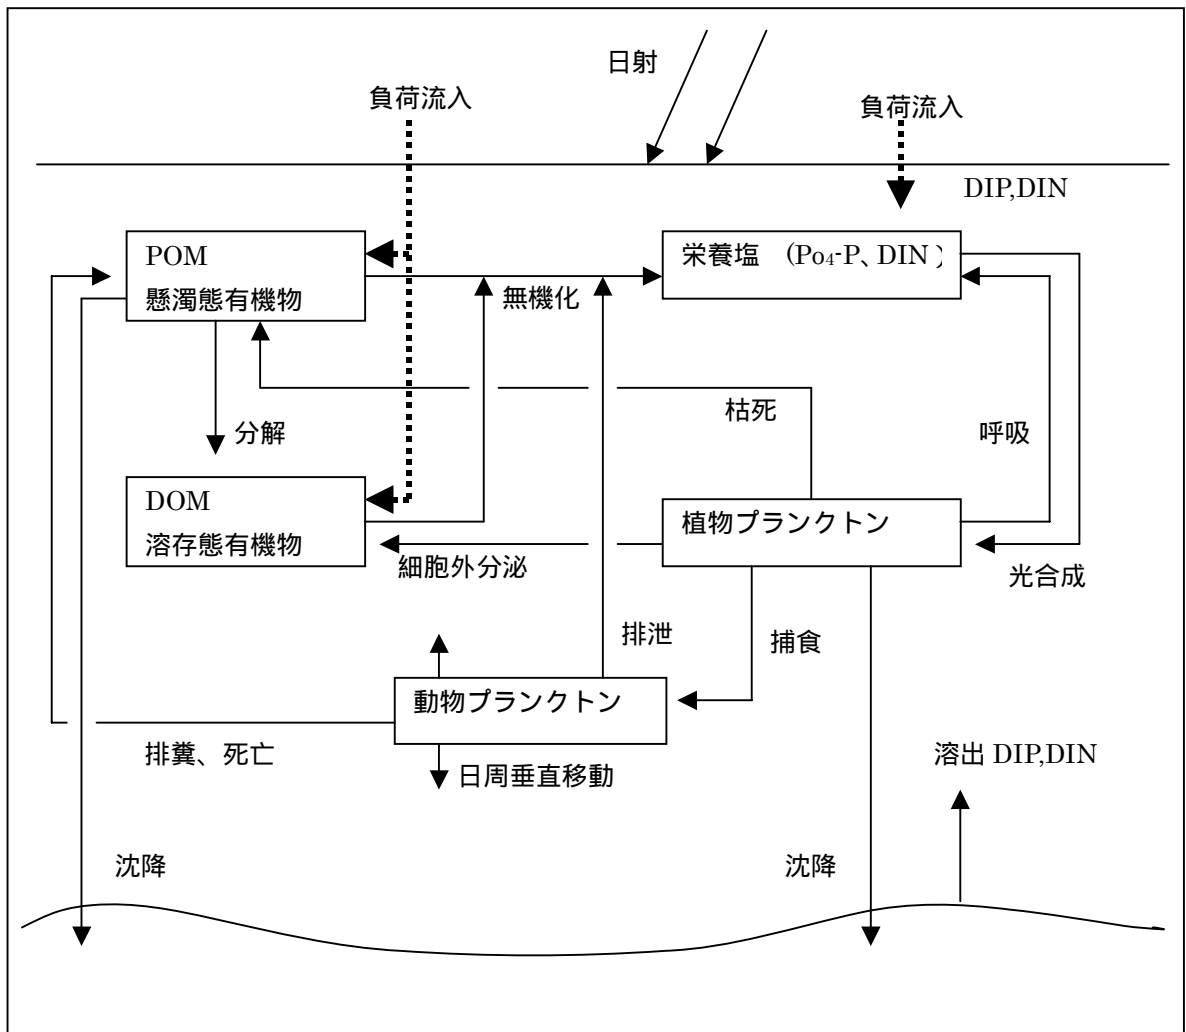 日射
負荷流入
負荷流入
DIP,DIN
POM
懸濁態有機物
栄養塩 (Po4-P、DIN )
無機化
枯死
分解
呼吸
DOM
溶存態有機物
植物プランクトン
細胞外分泌
光合成
排泄
捕食
動物プランクトン
排糞、死亡
日周垂直移動
溶出 DIP,DIN
沈降
沈降